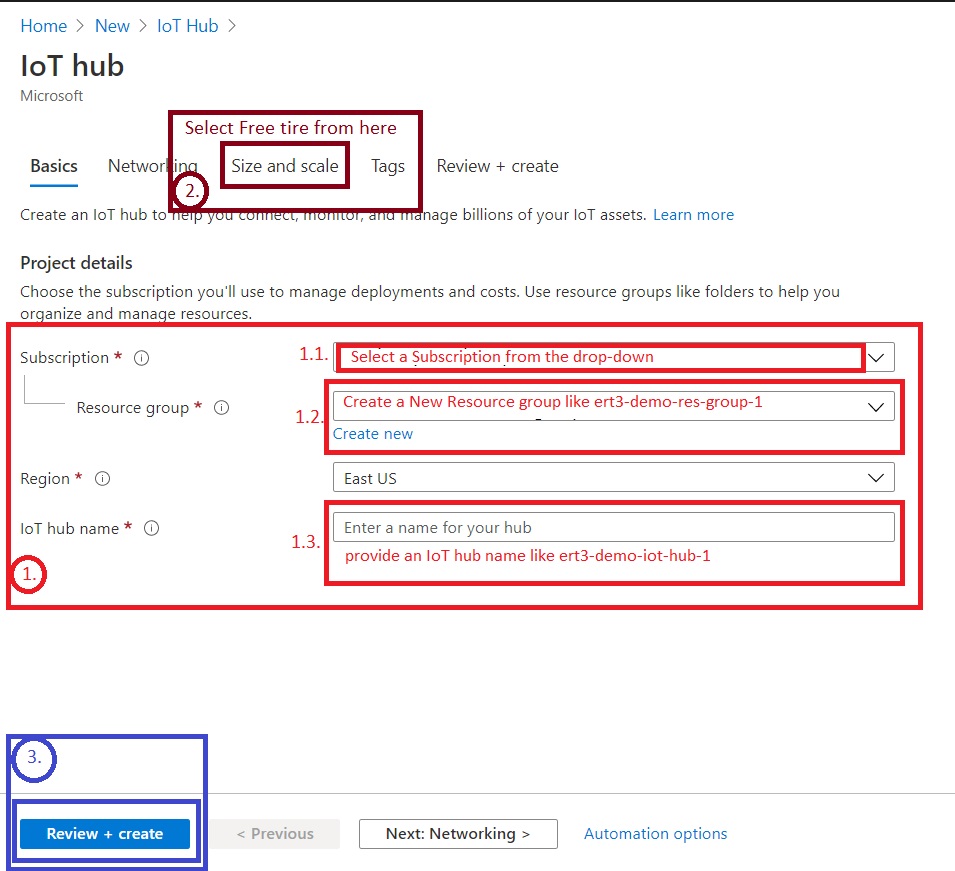 Home > New > IoT Hub >
IoT hub
Microsoft
Select Free tire from here
Basics Networking Size and scale Tags Review + create
2.
Create an IoT hub to help you connect, monitor, and manage billions of your IoT assets. Learn more
Project details
Choose the subscription you'll use to manage deployments and costs. Use resource groups like folders to help you
organize and manage resources.
Subscription * 1.1. Select a Subscription from the drop-down
Resource group * 1.2. Create a New Resource group like ert3-demo-res-group-1
Create new
Region * East US
IoT hub name * Enter a name for your hub
1.3. provide an IoT hub name like ert3-demo-iot-hub-1
1.
3.
Review + create < Previous Next: Networking > Automation options